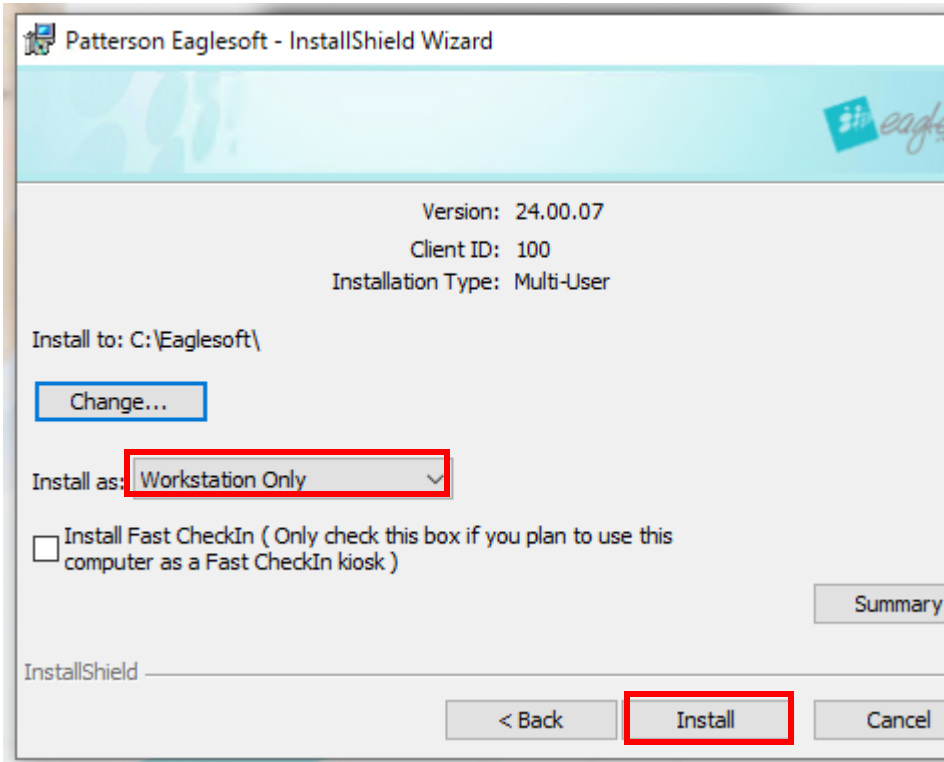 Patterson Eaglesoft - InstallShield Wizard
Version: 24.00.07
Client ID: 100
Installation Type: Multi-User
Install to: C:\Eaglesoft\
Change...
Install as: Workstation Only
Install Fast CheckIn ( Only check this box if you plan to use this
computer as a Fast CheckIn kiosk )
Summary
InstallShield
< Back Install Cancel